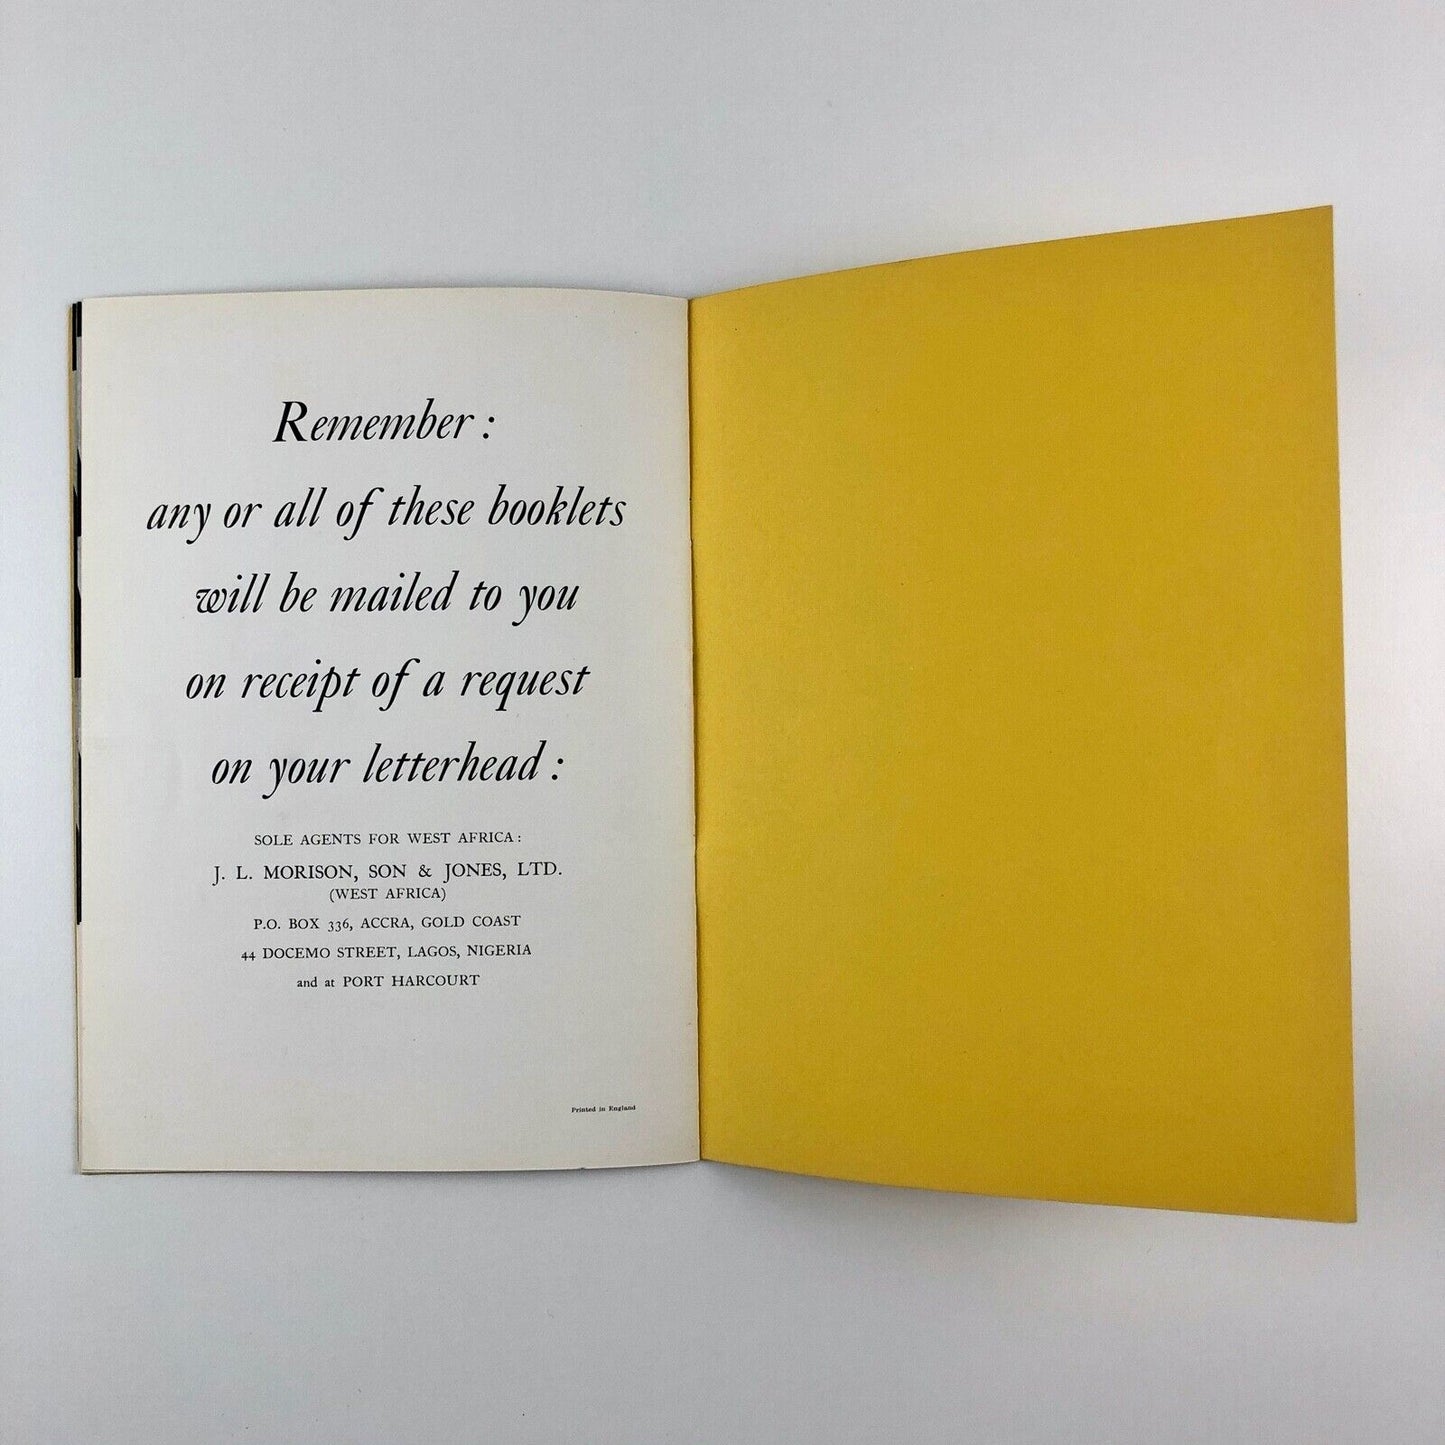 Remember :
any or all of these booklets
will be mailed to you
on receipt of a request
on your letterhead :
SOLE AGENTS FOR WEST AFRICA :
J. L. MORISON, SON & JONES, LTD.
(WEST AFRICA)
P.O. BOX 336, ACCRA, GOLD COAST
44 DOCEMO STREET, LAGOS, NIGERIA
and at PORT HARCOURT
Printed in England